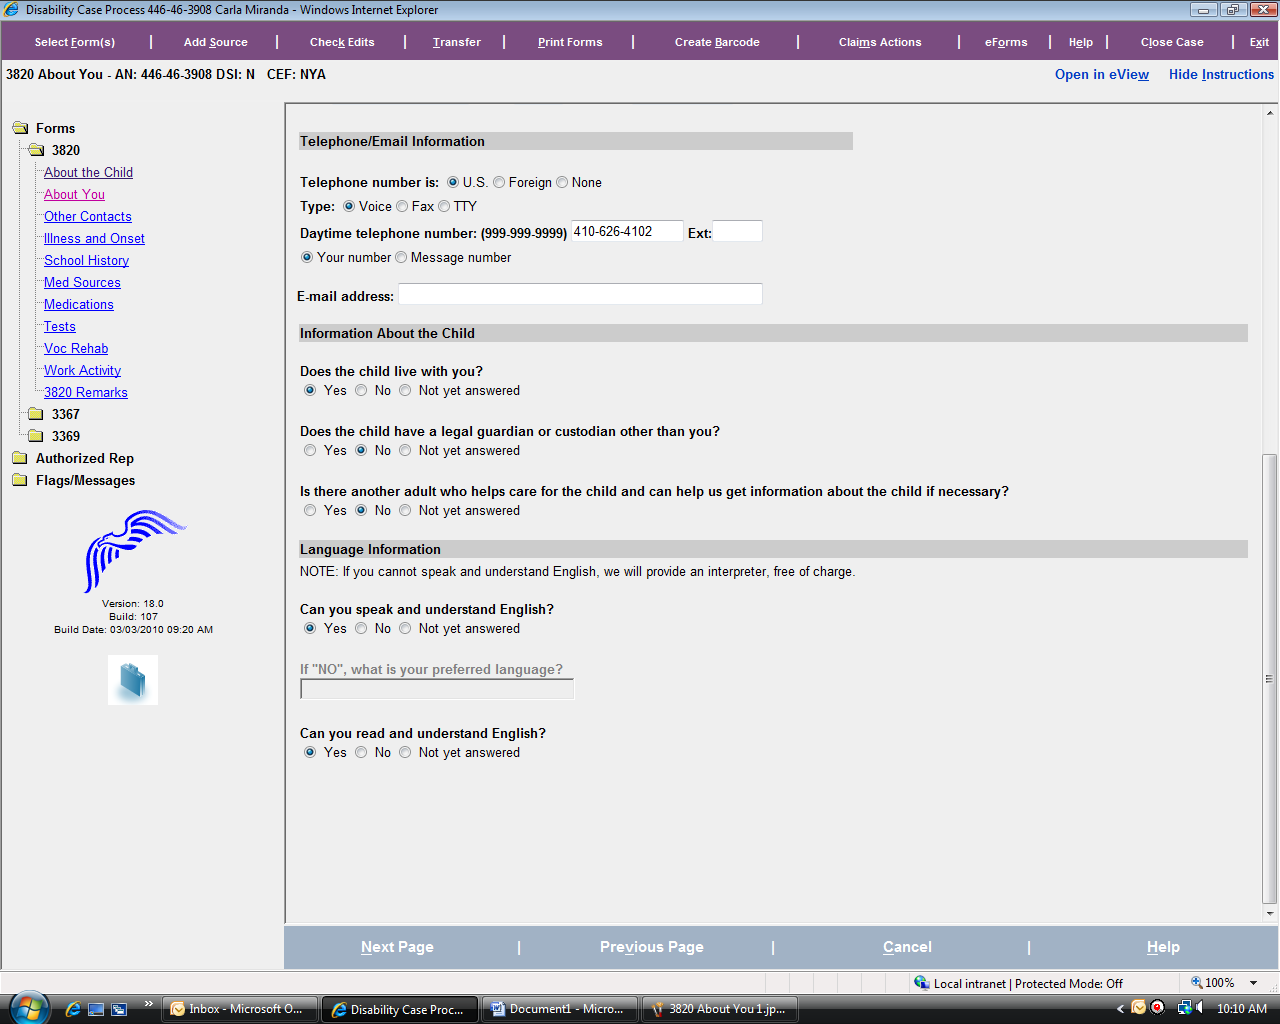 Disability Case Process 446-46-3908 Carla Miranda - Windows Internet Explorer
Select Form(s) | Add Source | Check Edits | Transfer | Print Forms | Create Barcode | Claims Actions | eForms | Help | Close Case | Exit
3820 About You - AN: 446-46-3908 DSI: N CEF: NYA
Open in eView Hide Instructions
Forms
3820
About the Child
About You
Other Contacts
Illness and Onset
School History
Med Sources
Medications
Tests
Voc Rehab
Work Activity
3820 Remarks
3367
3369
Authorized Rep
Flags/Messages
Version: 18.0
Build: 107
Build Date: 03/03/2010 09:20 AM
Telephone/Email Information
Telephone number is: U.S. Foreign None
Type: Voice Fax TTY
Daytime telephone number: (999-999-9999) 410-626-4102 Ext:
Your number Message number
E-mail address:
Information About the Child
Does the child live with you?
Yes No Not yet answered
Does the child have a legal guardian or custodian other than you?
Yes No Not yet answered
Is there another adult who helps care for the child and can help us get information about the child if necessary?
Yes No Not yet answered
Language Information
NOTE: If you cannot speak and understand English, we will provide an interpreter, free of charge.
Can you speak and understand English?
Yes No Not yet answered
If "NO", what is your preferred language?
Can you read and understand English?
Yes No Not yet answered
Next Page | Previous Page | Cancel | Help
Local intranet | Protected Mode: Off 100%
Inbox - Microsoft O... Disability Case Proc... Document1 - Micro... 3820 About You 1.jp... 10:10 AM